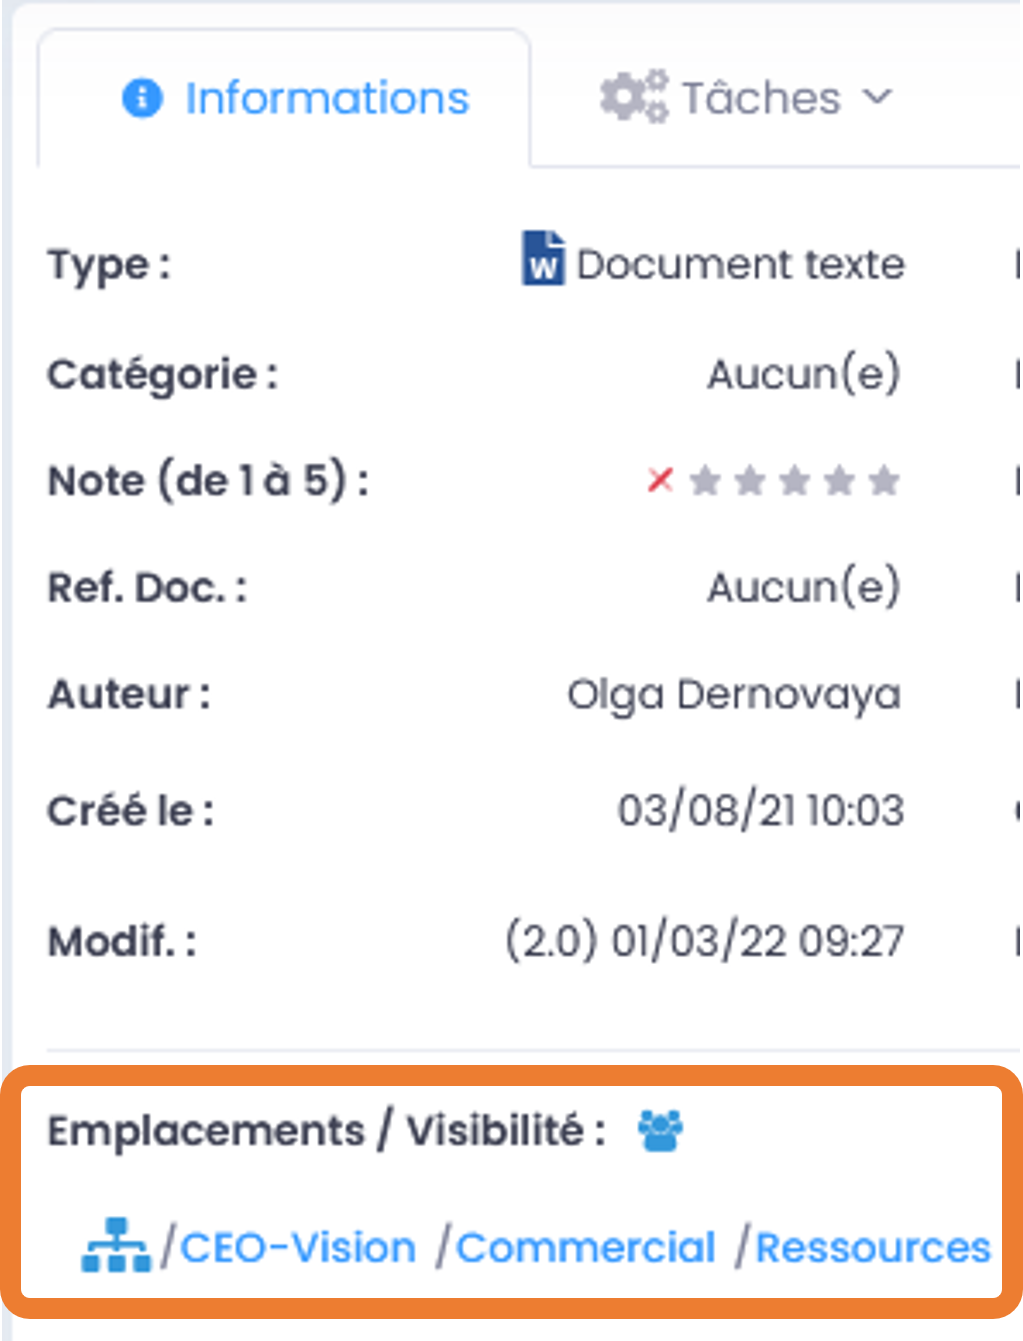 Informations Tâches
Type : Document texte
Catégorie : Aucun(e)
Note (de 1 à 5) :
Ref. Doc. : Aucun(e)
Auteur : Olga Dernovaya
Créé le : 03/08/21 10:03
Modif. : (2.0) 01/03/22 09:27
Emplacements / Visibilité :
/CEO-Vision /Commercial /Ressources